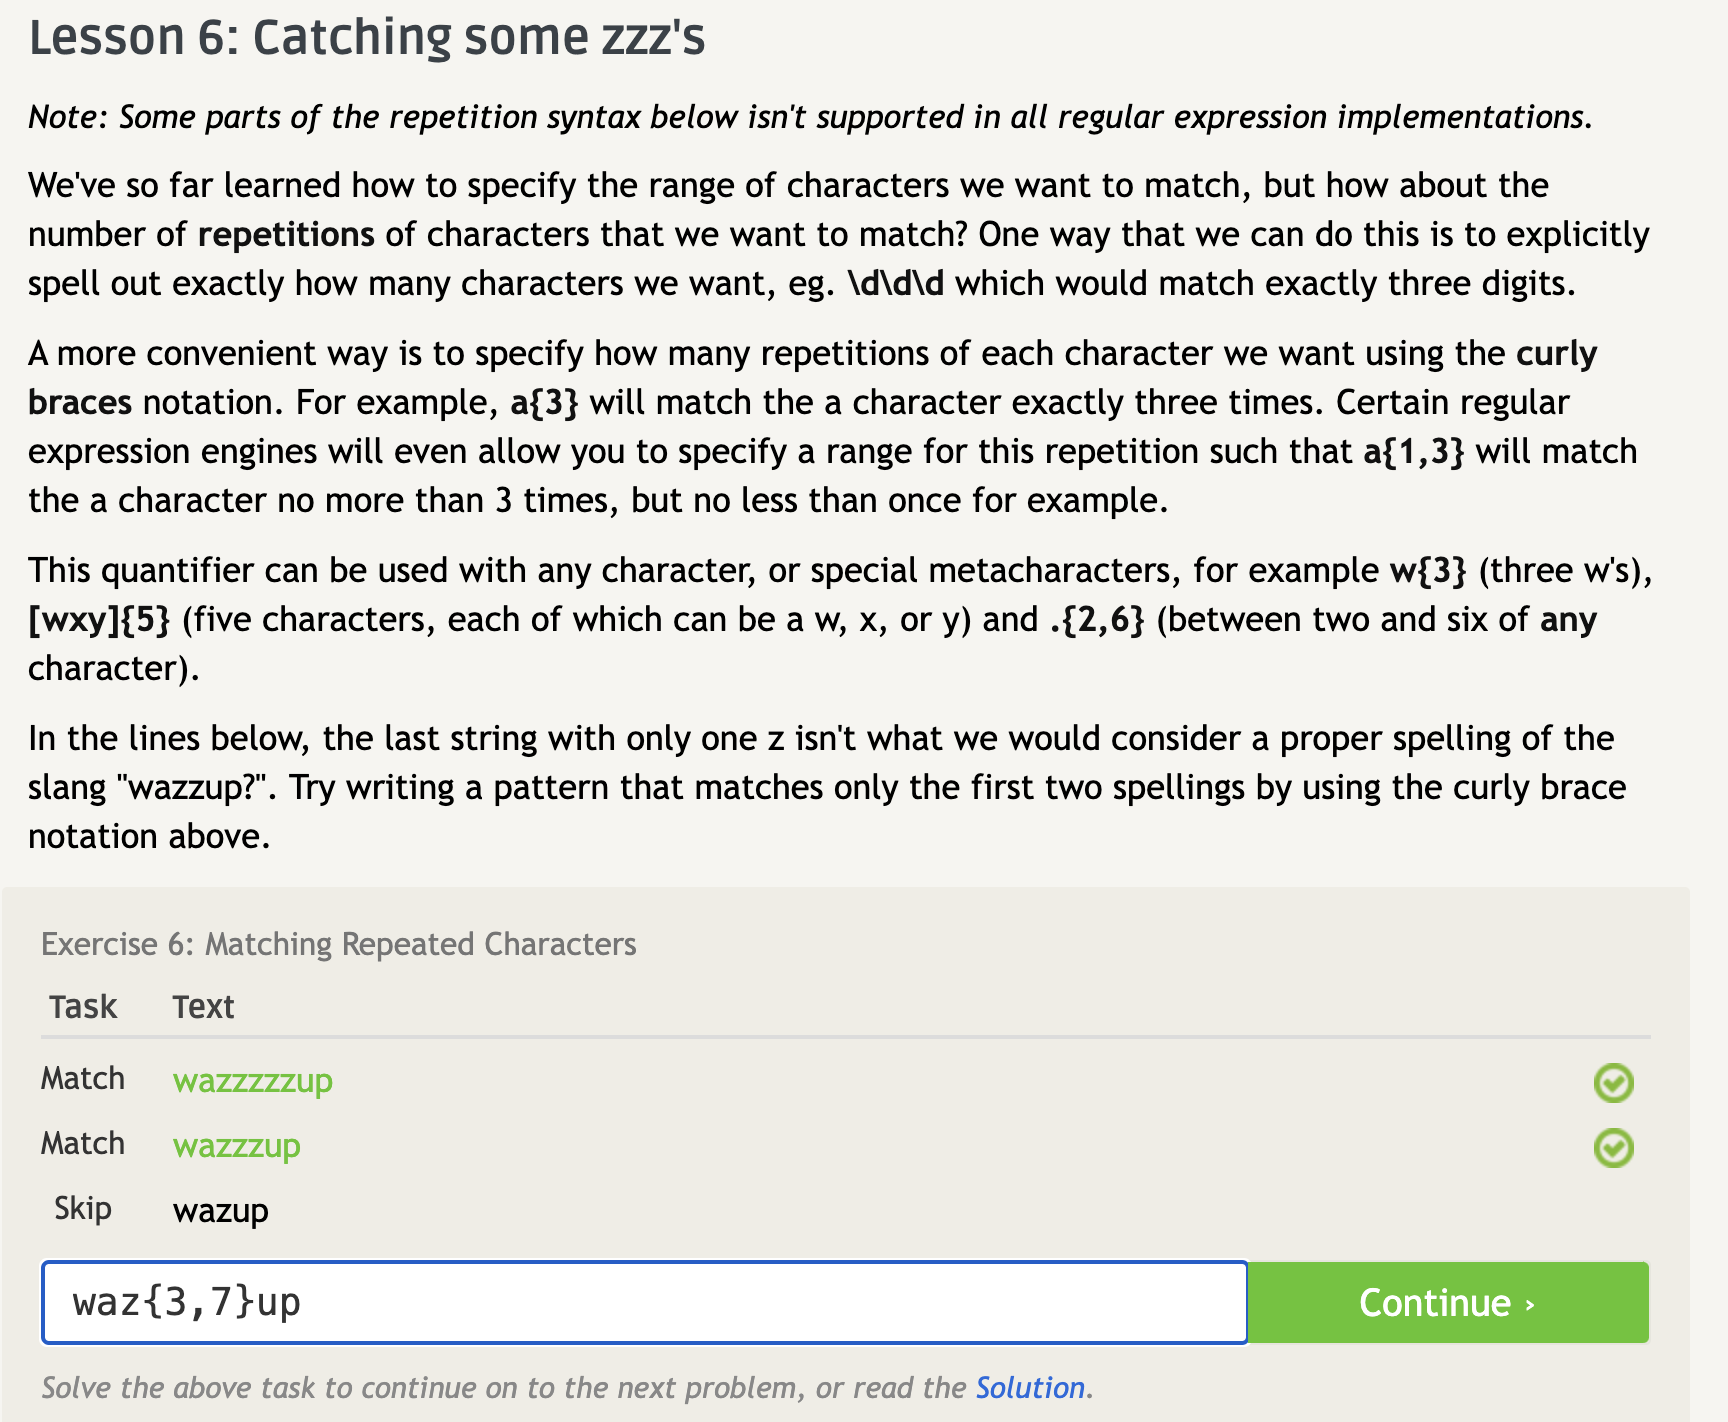 Lesson 6: Catching some zzz's
Note: Some parts of the repetition syntax below isn't supported in all regular expression implementations.
We've so far learned how to specify the range of characters we want to match, but how about the
number of repetitions of characters that we want to match? One way that we can do this is to explicitly
spell out exactly how many characters we want, eg. \d\d\d which would match exactly three digits.
A more convenient way is to specify how many repetitions of each character we want using the curly
braces notation. For example, a{3} will match the a character exactly three times. Certain regular
expression engines will even allow you to specify a range for this repetition such that a{1,3} will match
the a character no more than 3 times, but no less than once for example.
This quantifier can be used with any character, or special metacharacters, for example w{3} (three w's),
[wxy]{5} (five characters, each of which can be a w, x, or y) and .{2,6} (between two and six of any
character).
In the lines below, the last string with only one z isn't what we would consider a proper spelling of the
slang "wazzup?". Try writing a pattern that matches only the first two spellings by using the curly brace
notation above.
Exercise 6: Matching Repeated Characters
Task Text
Match wazzzzzup
Match wazzzup
Skip wazup
waz{3,7}up Continue ›
Solve the above task to continue on to the next problem, or read the Solution.